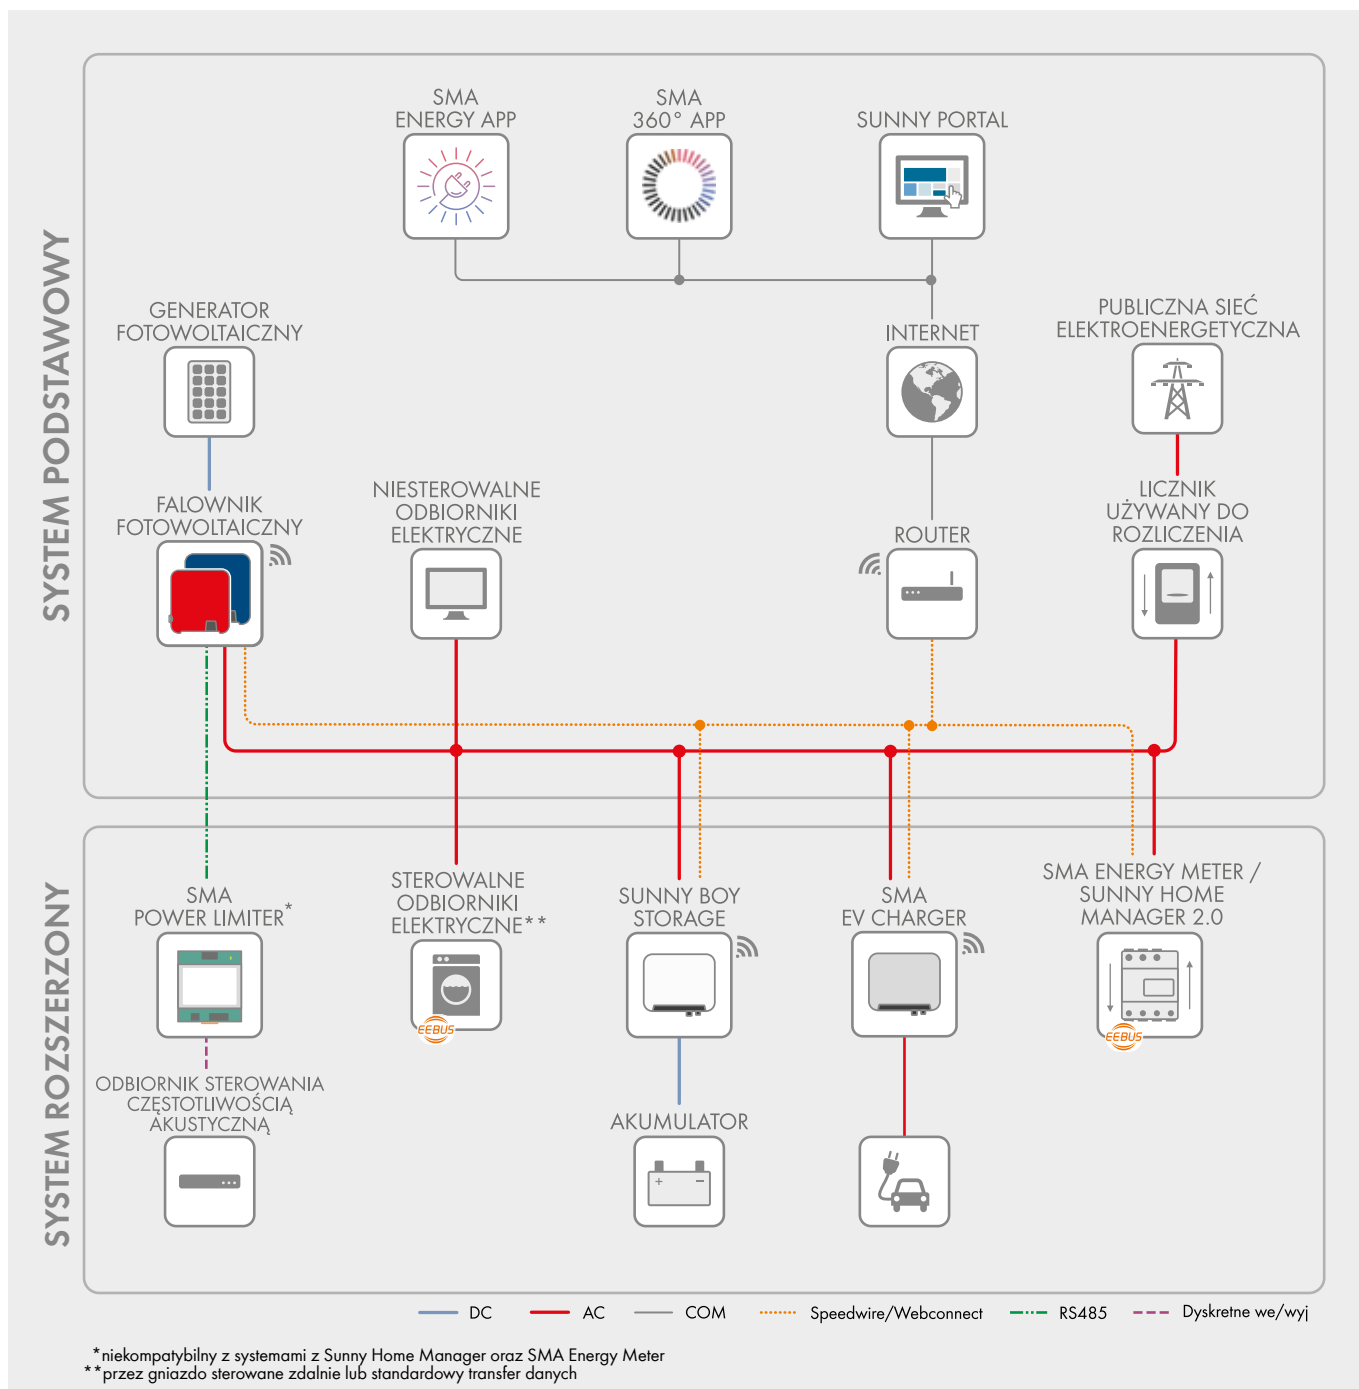 SYSTEM PODSTAWOWY
SMA
ENERGY APP
SMA
360° APP
SUNNY PORTAL
GENERATOR
FOTOWOLTAICZNY
INTERNET
PUBLICZNA SIEĆ
ELEKTROENERGETYCZNA
FALOWNIK
FOTOWOLTAICZNY
NIESTEROWALNE
ODBIORNIKI
ELEKTRYCZNE
ROUTER
LICZNIK
UŻYWANY DO
ROZLICZENIA
SYSTEM ROZSZERZONY
SMA
POWER LIMITER*
STEROWALNE
ODBIORNIKI
ELEKTRYCZNE**
SUNNY BOY
STORAGE
SMA
EV CHARGER
SMA ENERGY METER /
SUNNY HOME
MANAGER 2.0
EEBUS
EEBUS
ODBIORNIK STEROWANIA
CZĘSTOTLIWOŚCIĄ
AKUSTYCZNĄ
AKUMULATOR
+ −
DC
AC
COM
Speedwire/Webconnect
RS485
Dyskretne we/wyj
*niekompatybilny z systemami z Sunny Home Manager oraz SMA Energy Meter
**przez gniazdo sterowane zdalnie lub standardowy transfer danych